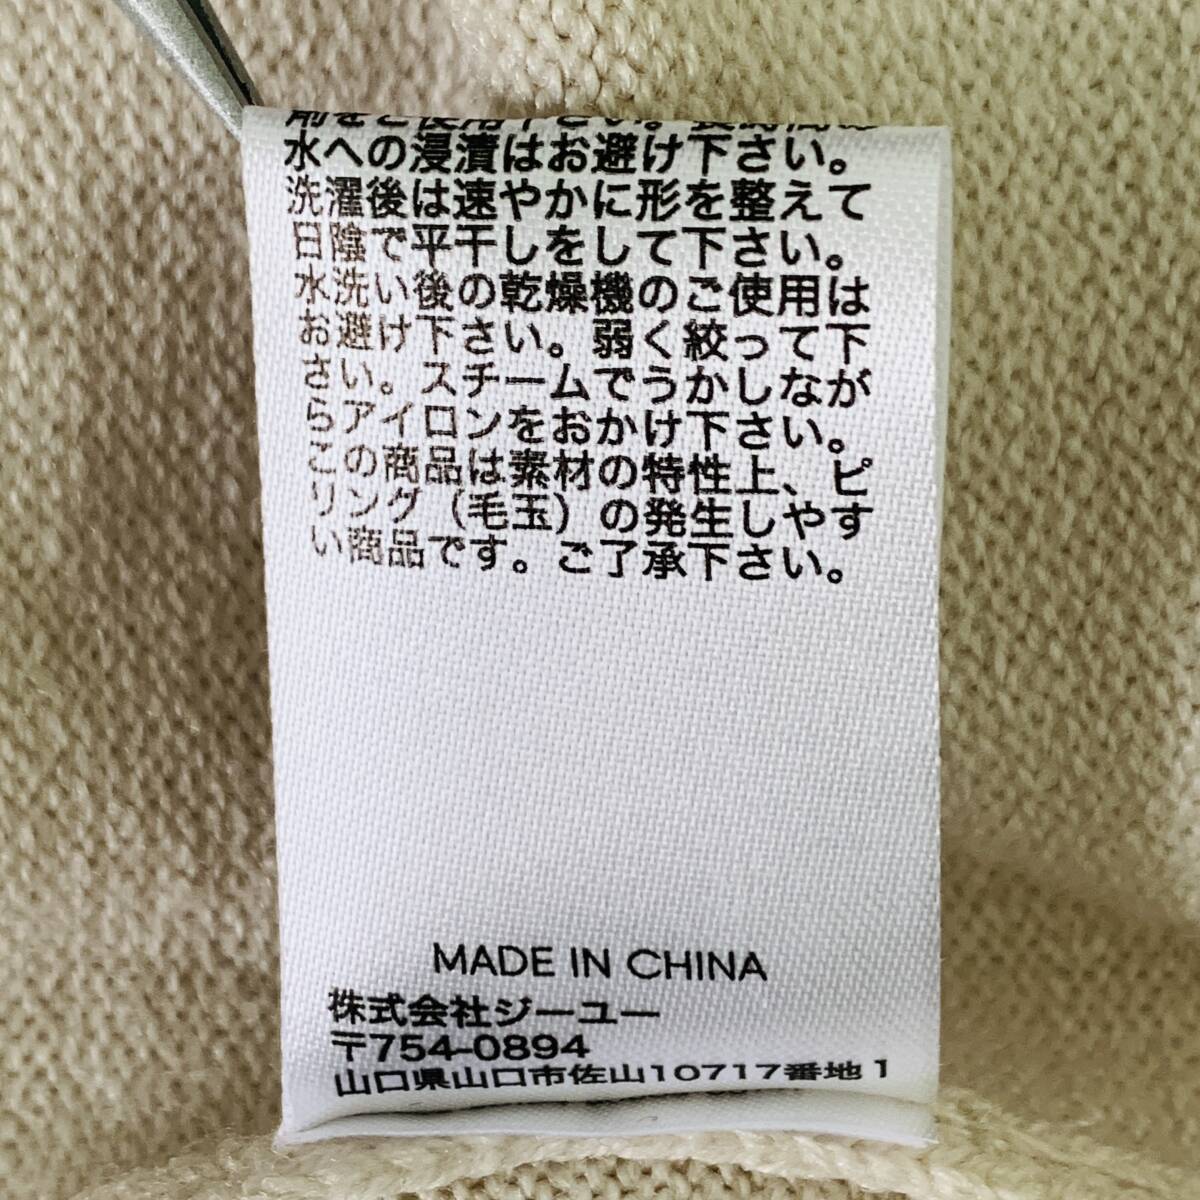 水への浸漬はお避け下さい。
洗濯後は速やかに形を整えて
日陰で平干しをして下さい。
水洗い後の乾燥機のご使用は
お避け下さい。弱く絞って下
さい。スチームでうかしなが
らアイロンをおかけ下さい。
この商品は素材の特性上、ピ
リング（毛玉）の発生しやす
い商品です。ご了承下さい。
MADE IN CHINA
株式会社ジーユー
〒754-0894
山口県山口市佐山10717番地1